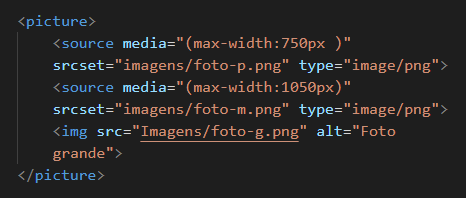 <picture>
<source media="(max-width:750px )"
srcset="imagens/foto-p.png" type="image/png">
<source media="(max-width:1050px)"
srcset="imagens/foto-m.png" type="image/png">
<img src="Imagens/foto-g.png" alt="Foto
grande">
</picture>